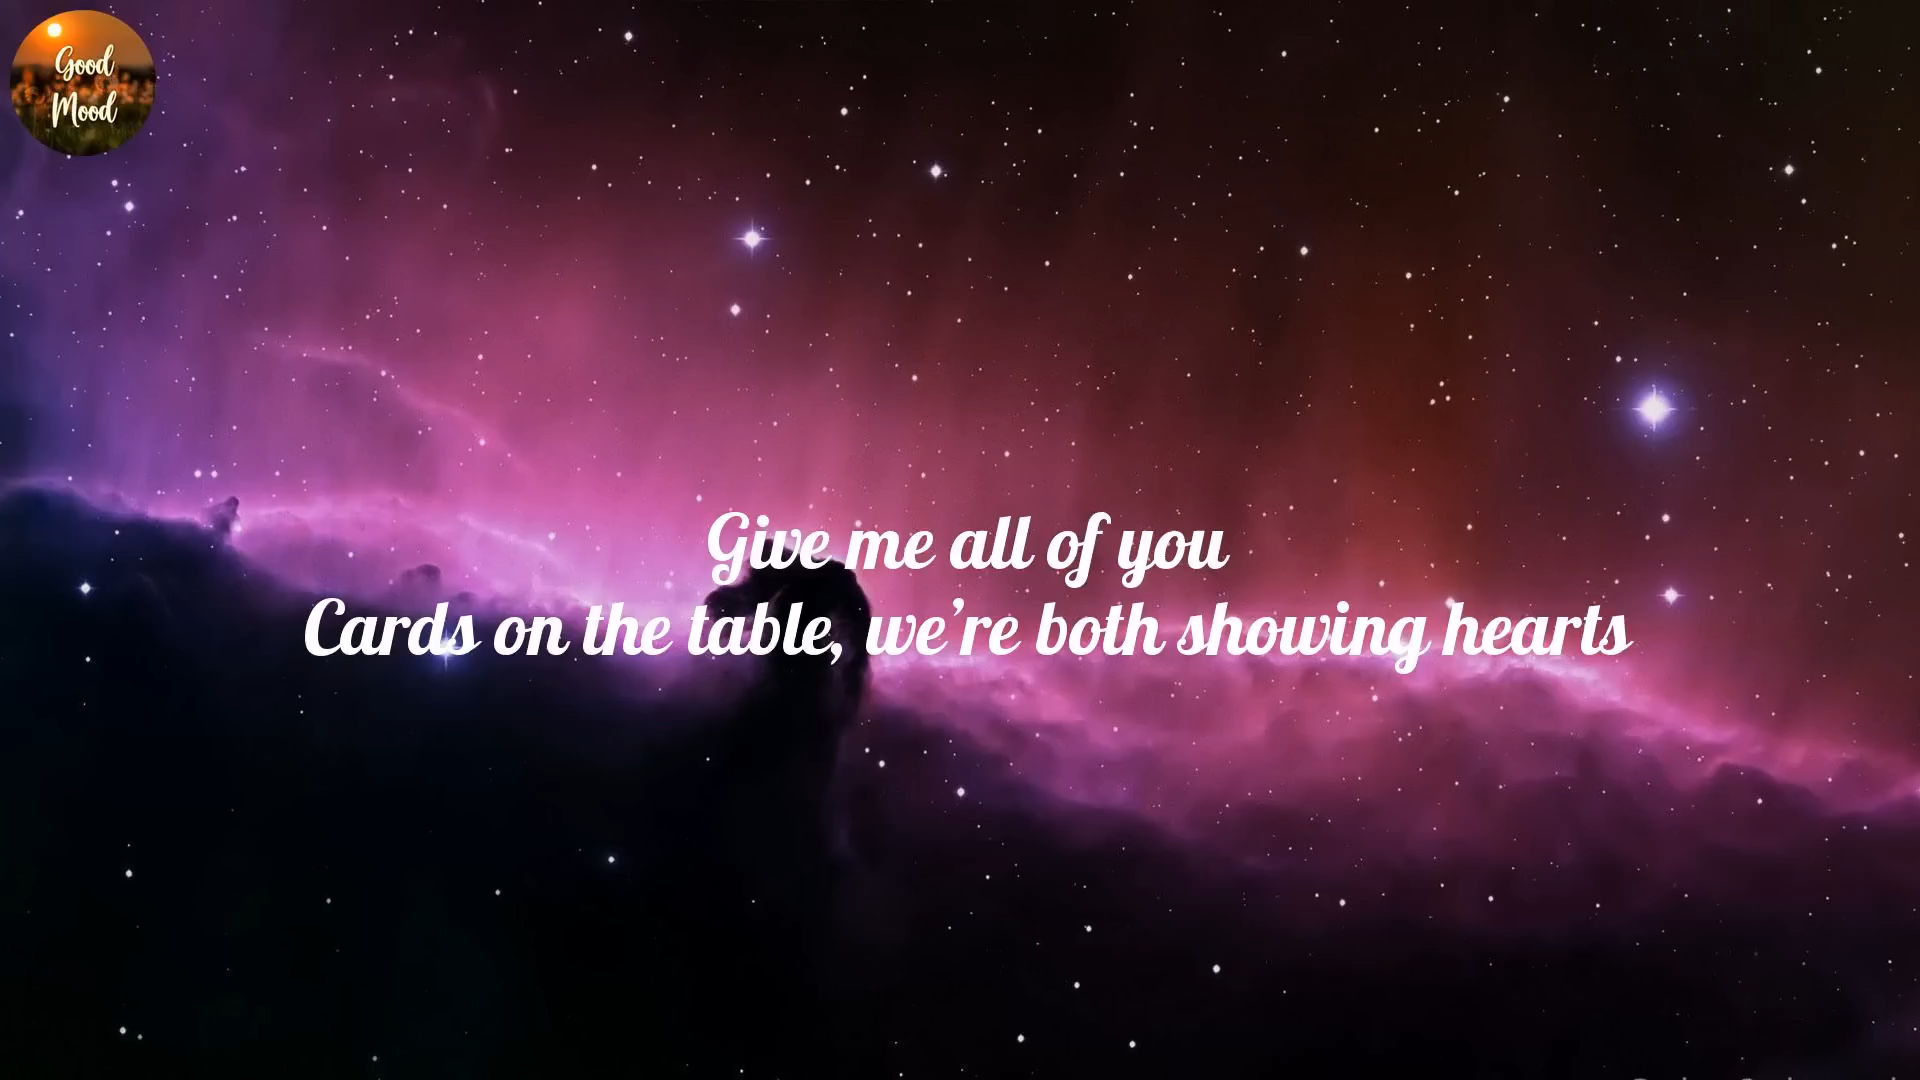 Good
Mood
Give me all of you
Cards on the table, we’re both showing hearts